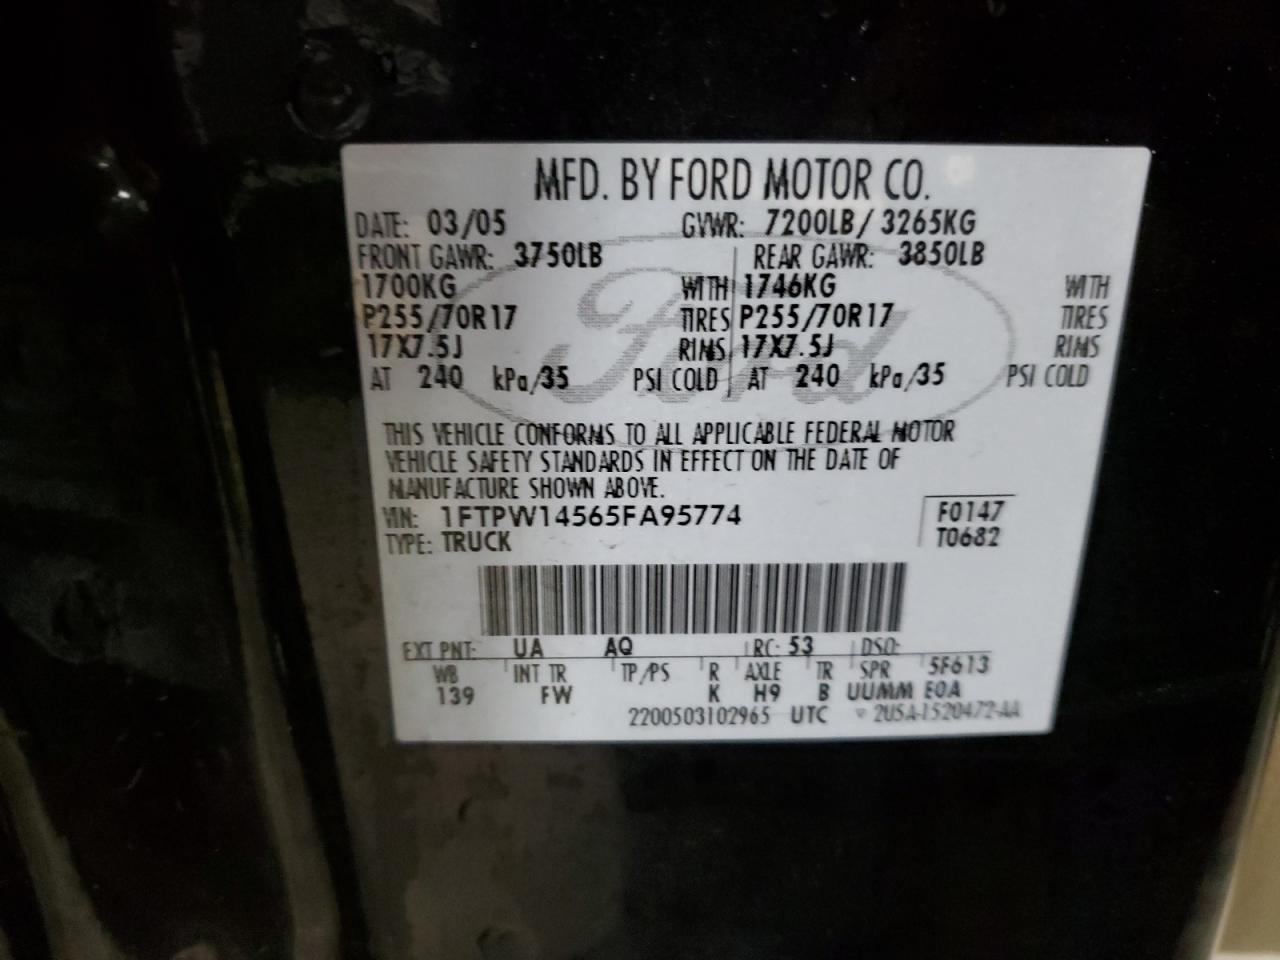 MFD. BY FORD MOTOR CO.
DATE: 03/05 GVWR: 7200LB/ 3265KG
FRONT GAWR: 3750LB REAR GAWR: 3850LB
1700KG WITH 1746KG WITH
P255/70R17 TIRES P255/70R17 TIRES
17X7.5J RIMS 17X7.5J RIMS
AT 240 kPa/35 PSI COLD AT 240 kPa/35 PSI COLD
Ford
THIS VEHICLE CONFORMS TO ALL APPLICABLE FEDERAL MOTOR
VEHICLE SAFETY STANDARDS IN EFFECT ON THE DATE OF
MANUFACTURE SHOWN ABOVE.
VIN: 1FTPW14565FA95774 F0147
TYPE: TRUCK T0682
EXT PNT: UA AQ RC: 53 DSO:
WB INT TR TP/PS R AXLE TR SPR 5F613
139 FW K H9 B UUMM E0A
2200503102965 UTC 2U5A-1520472-AA